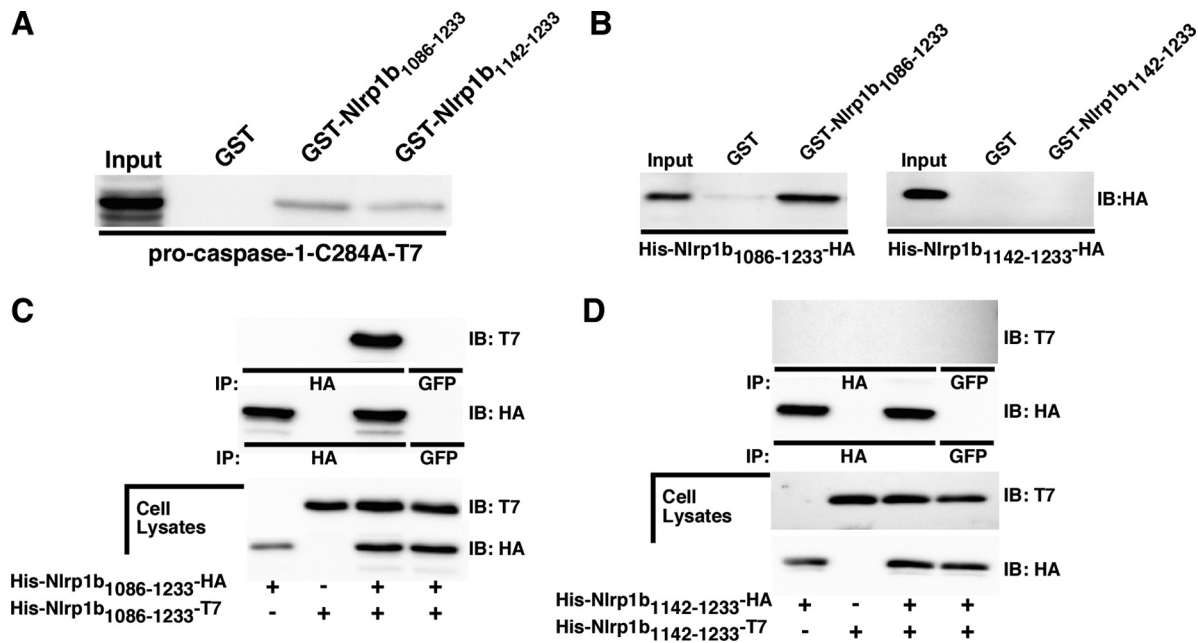 A
GST
GST-Nlrp1b1086-1233
GST-Nlrp1b1142-1233
Input
pro-caspase-1-C284A-T7
B
Input
GST
GST-Nlrp1b1086-1233
Input
GST
GST-Nlrp1b1142-1233
IB:HA
His-Nlrp1b1086-1233-HA
His-Nlrp1b1142-1233-HA
C
IB: T7
IP: HA GFP
IB: HA
IP: HA GFP
Cell
Lysates
IB: T7
IB: HA
His-Nlrp1b1086-1233-HA + - + +
His-Nlrp1b1086-1233-T7 - + + +
D
IB: T7
IP: HA GFP
IB: HA
IP: HA GFP
Cell
Lysates
IB: T7
IB: HA
His-Nlrp1b1142-1233-HA + - + +
His-Nlrp1b1142-1233-T7 - + + +